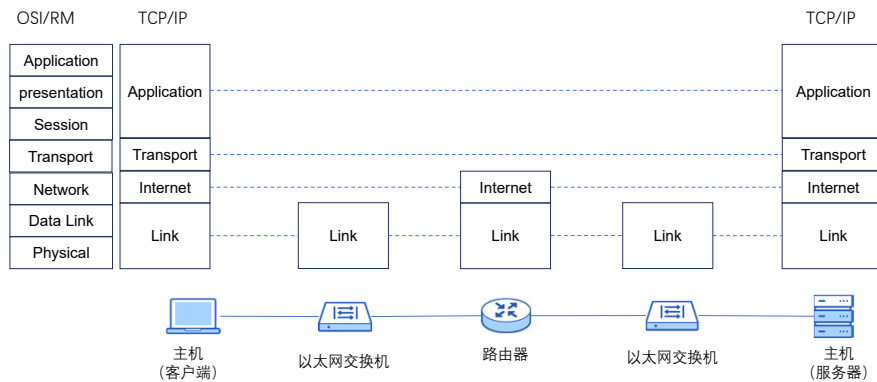 OSI/RM TCP/IP TCP/IP
Application
presentation
Session
Transport
Network
Data Link
Physical
Application
Transport
Internet
Link
Link
Internet
Link
Link
Application
Transport
Internet
Link
主机
（客户端）
以太网交换机
路由器
以太网交换机
主机
（服务器）